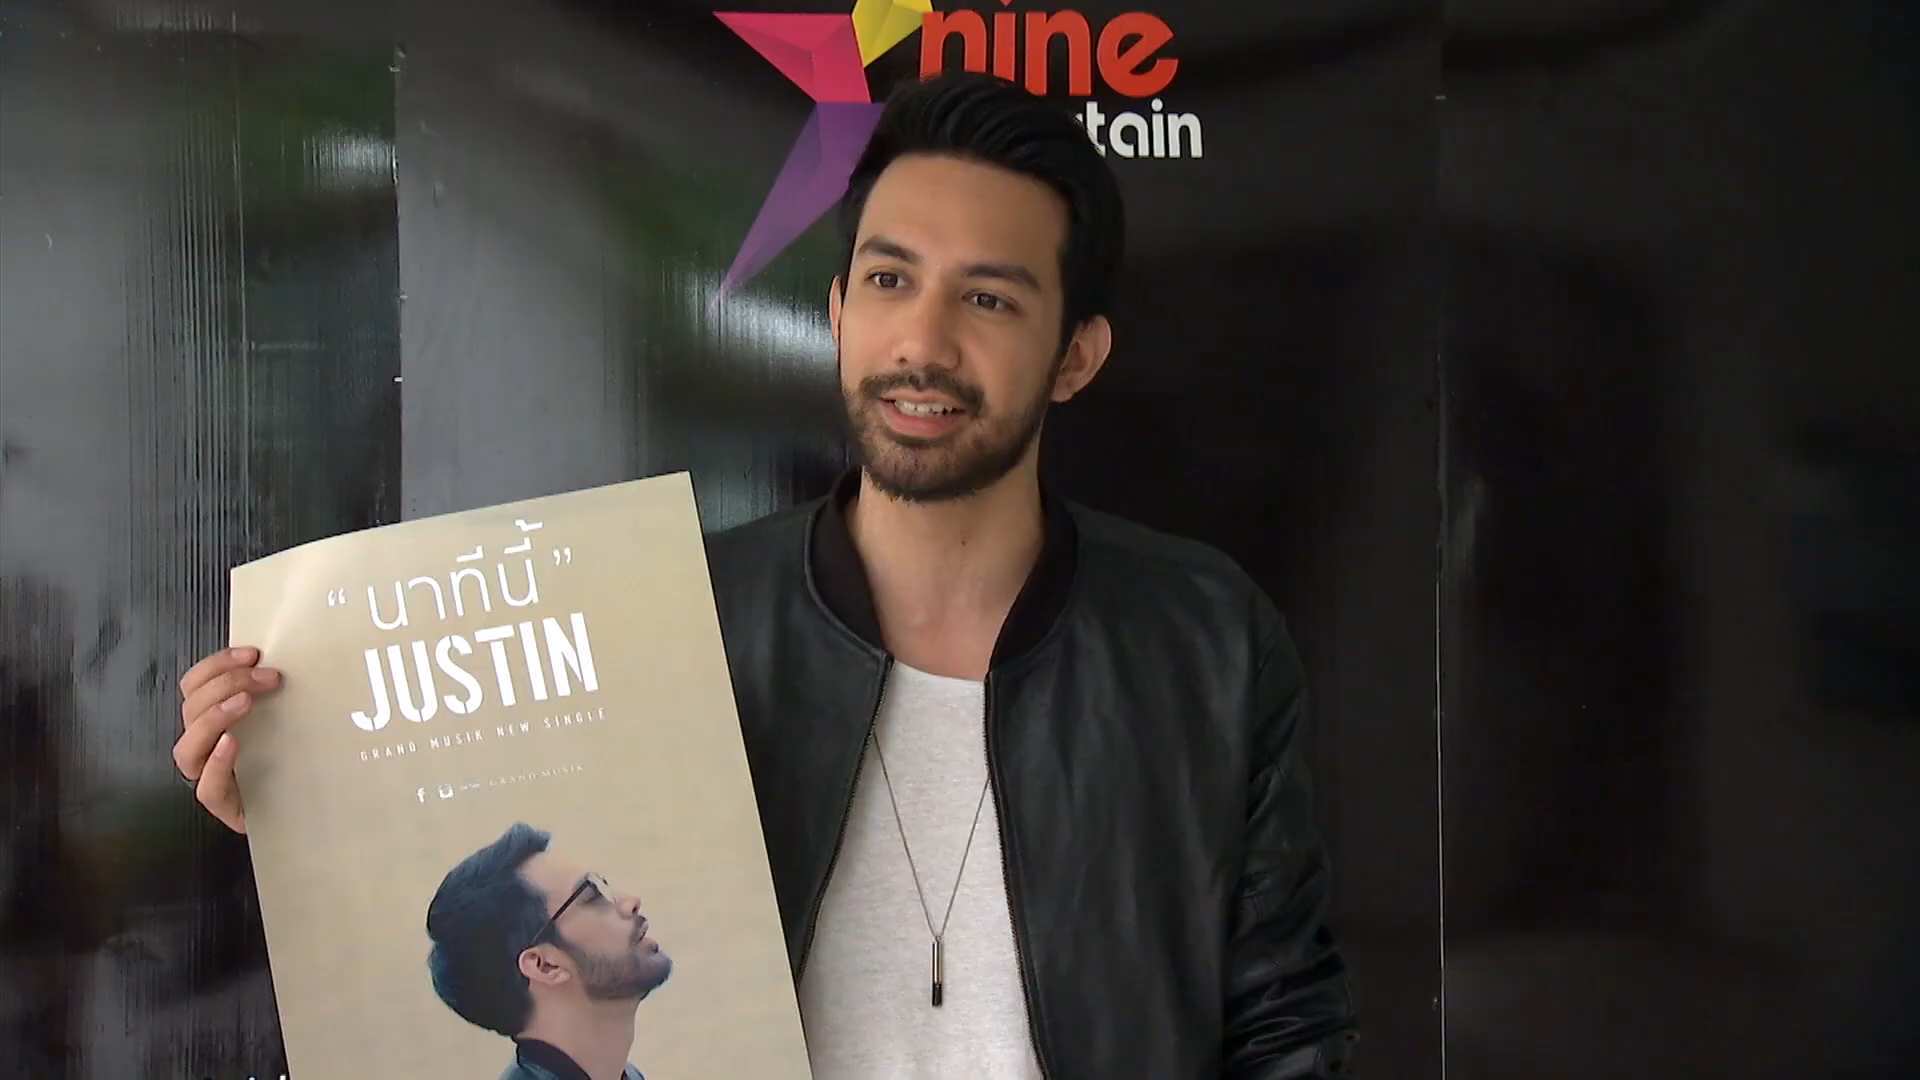 nine
tain
“นาทีนี้”
JUSTIN
GRAND MUSIK NEW SINGLE
GRAND MUSIK